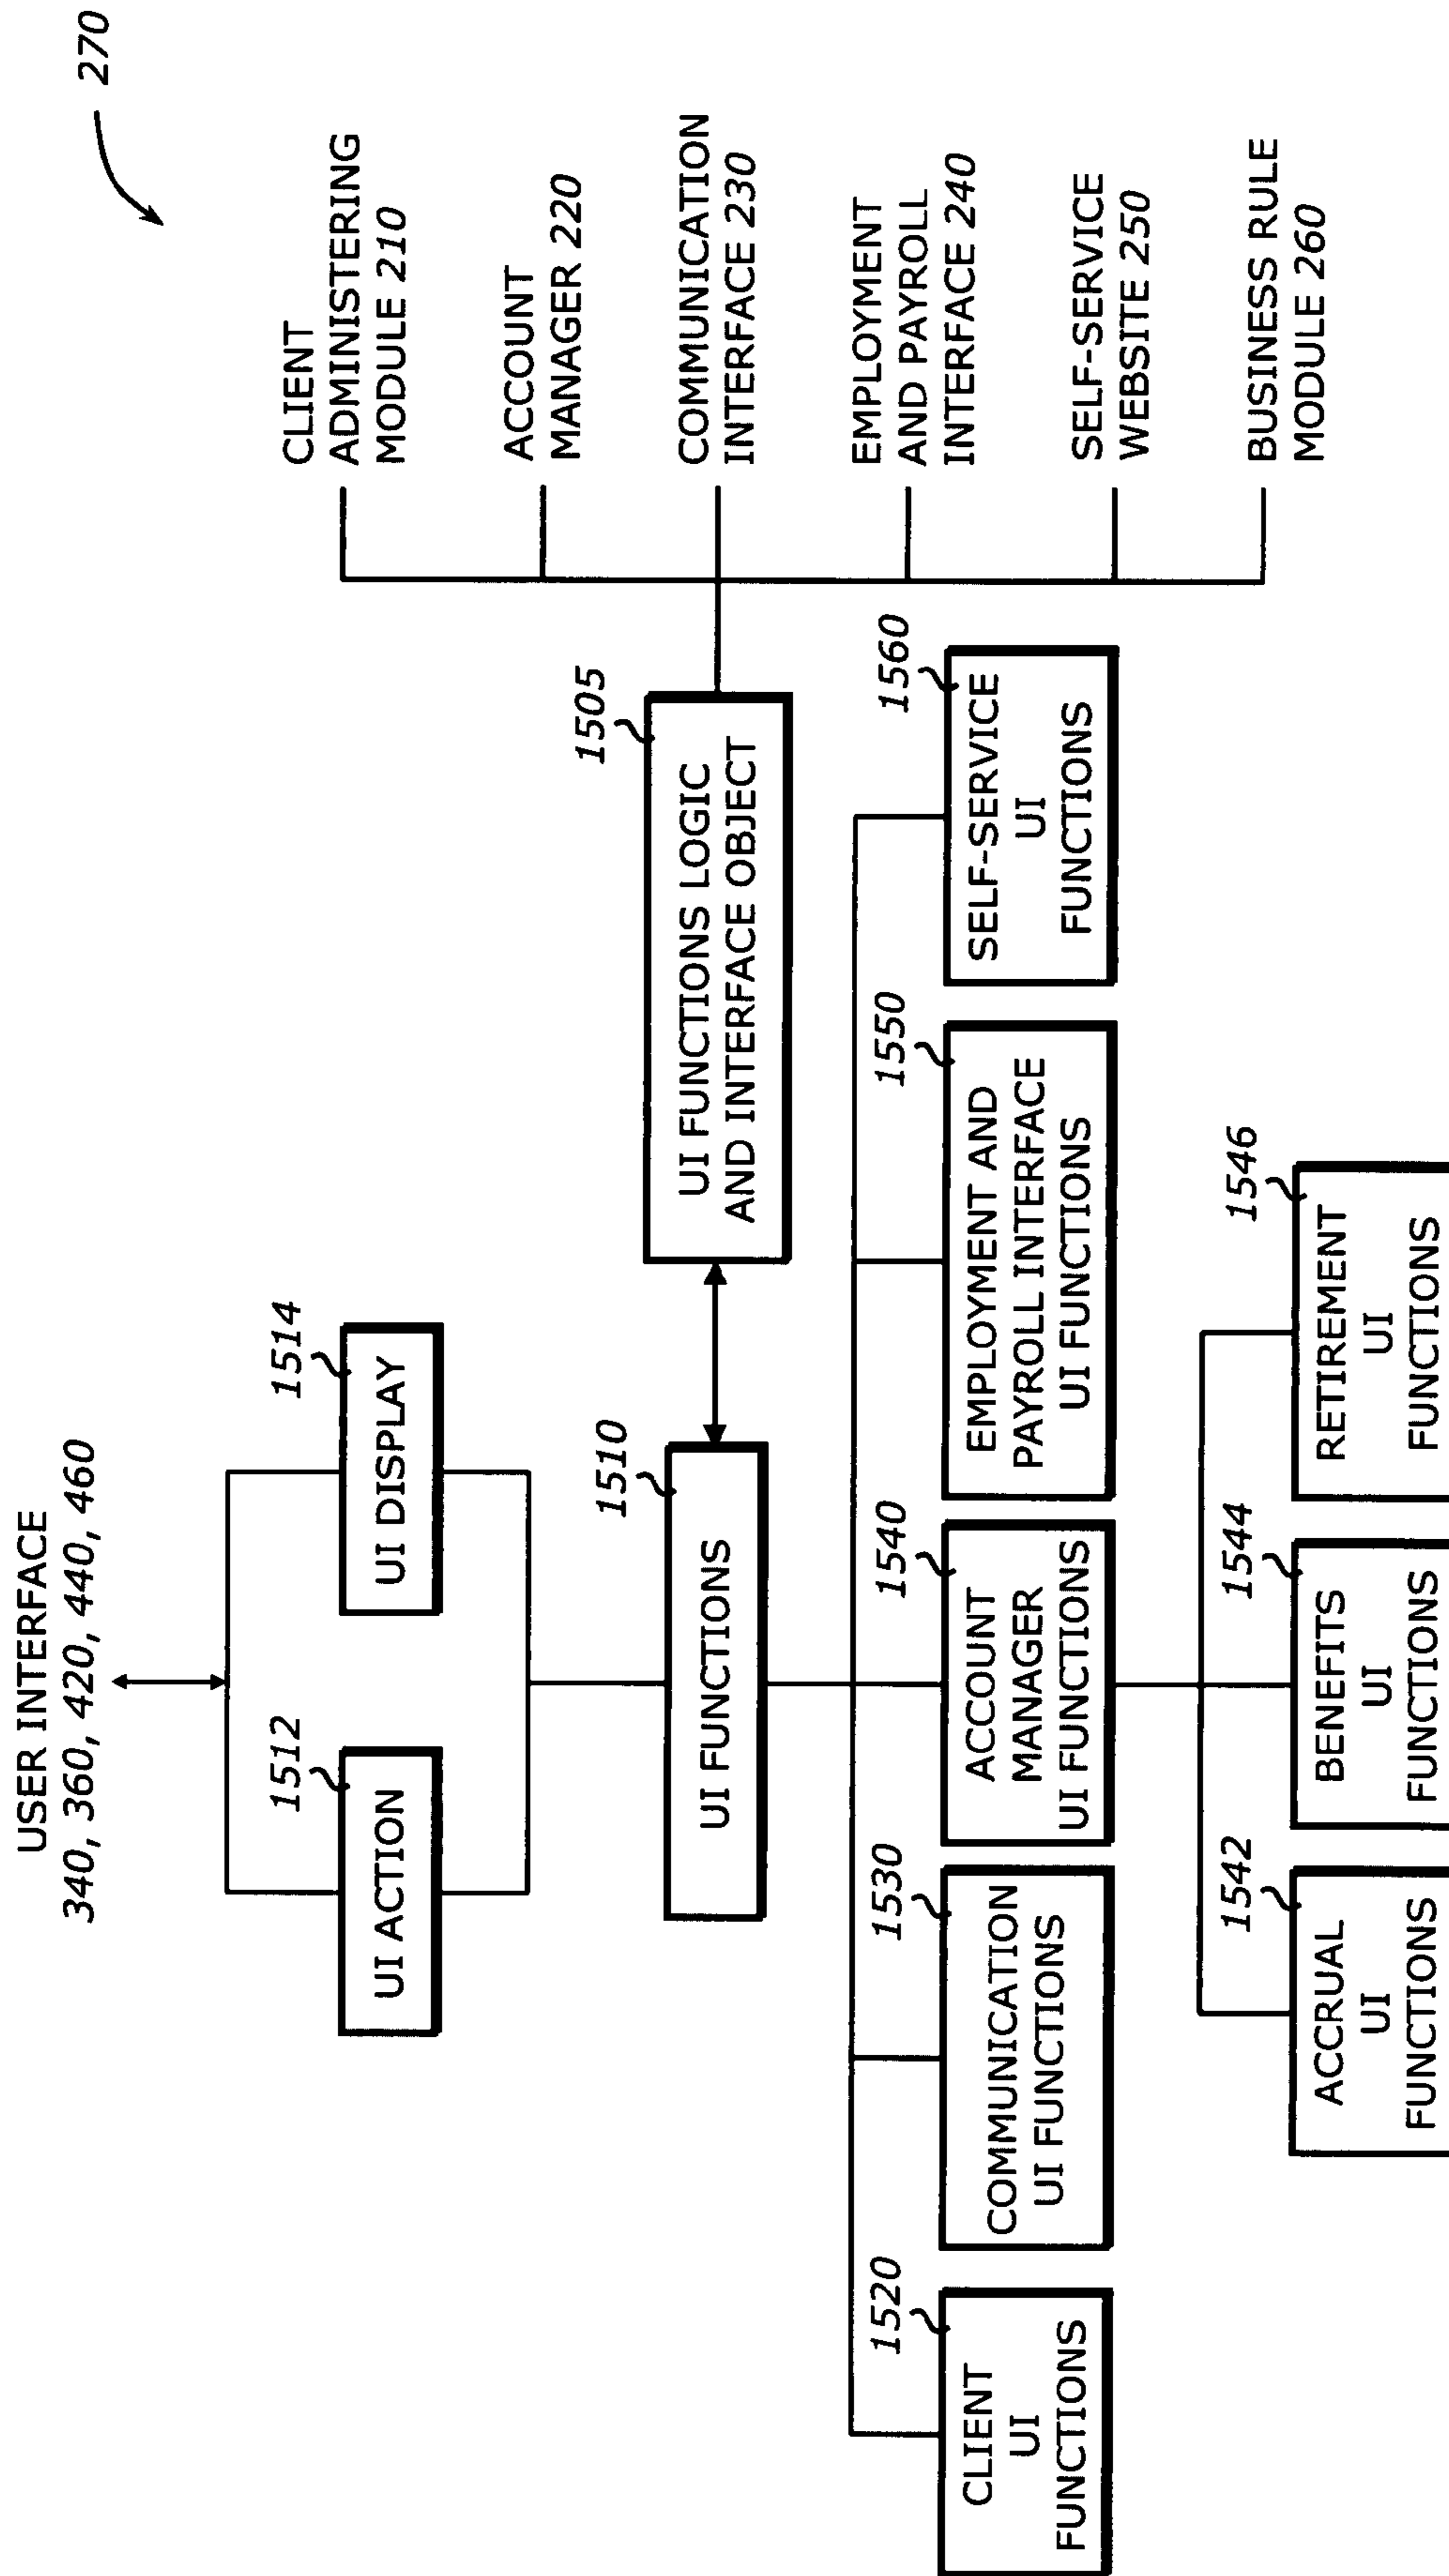 270
USER INTERFACE
340, 360, 420, 440, 460
1512
UI ACTION
1514
UI DISPLAY
CLIENT
ADMINISTERING
MODULE 210
ACCOUNT
MANAGER 220
COMMUNICATION
INTERFACE 230
EMPLOYMENT
AND PAYROLL
INTERFACE 240
SELF-SERVICE
WEBSITE 250
BUSINESS RULE
MODULE 260
1510
UI FUNCTIONS
1505
UI FUNCTIONS LOGIC
AND INTERFACE OBJECT
1520
CLIENT
UI
FUNCTIONS
1530
COMMUNICATION
UI FUNCTIONS
1540
ACCOUNT
MANAGER
UI FUNCTIONS
1550
EMPLOYMENT AND
PAYROLL INTERFACE
UI FUNCTIONS
1560
SELF-SERVICE
UI
FUNCTIONS
1542
ACCRUAL
UI
FUNCTIONS
1544
BENEFITS
UI
FUNCTIONS
1546
RETIREMENT
UI
FUNCTIONS